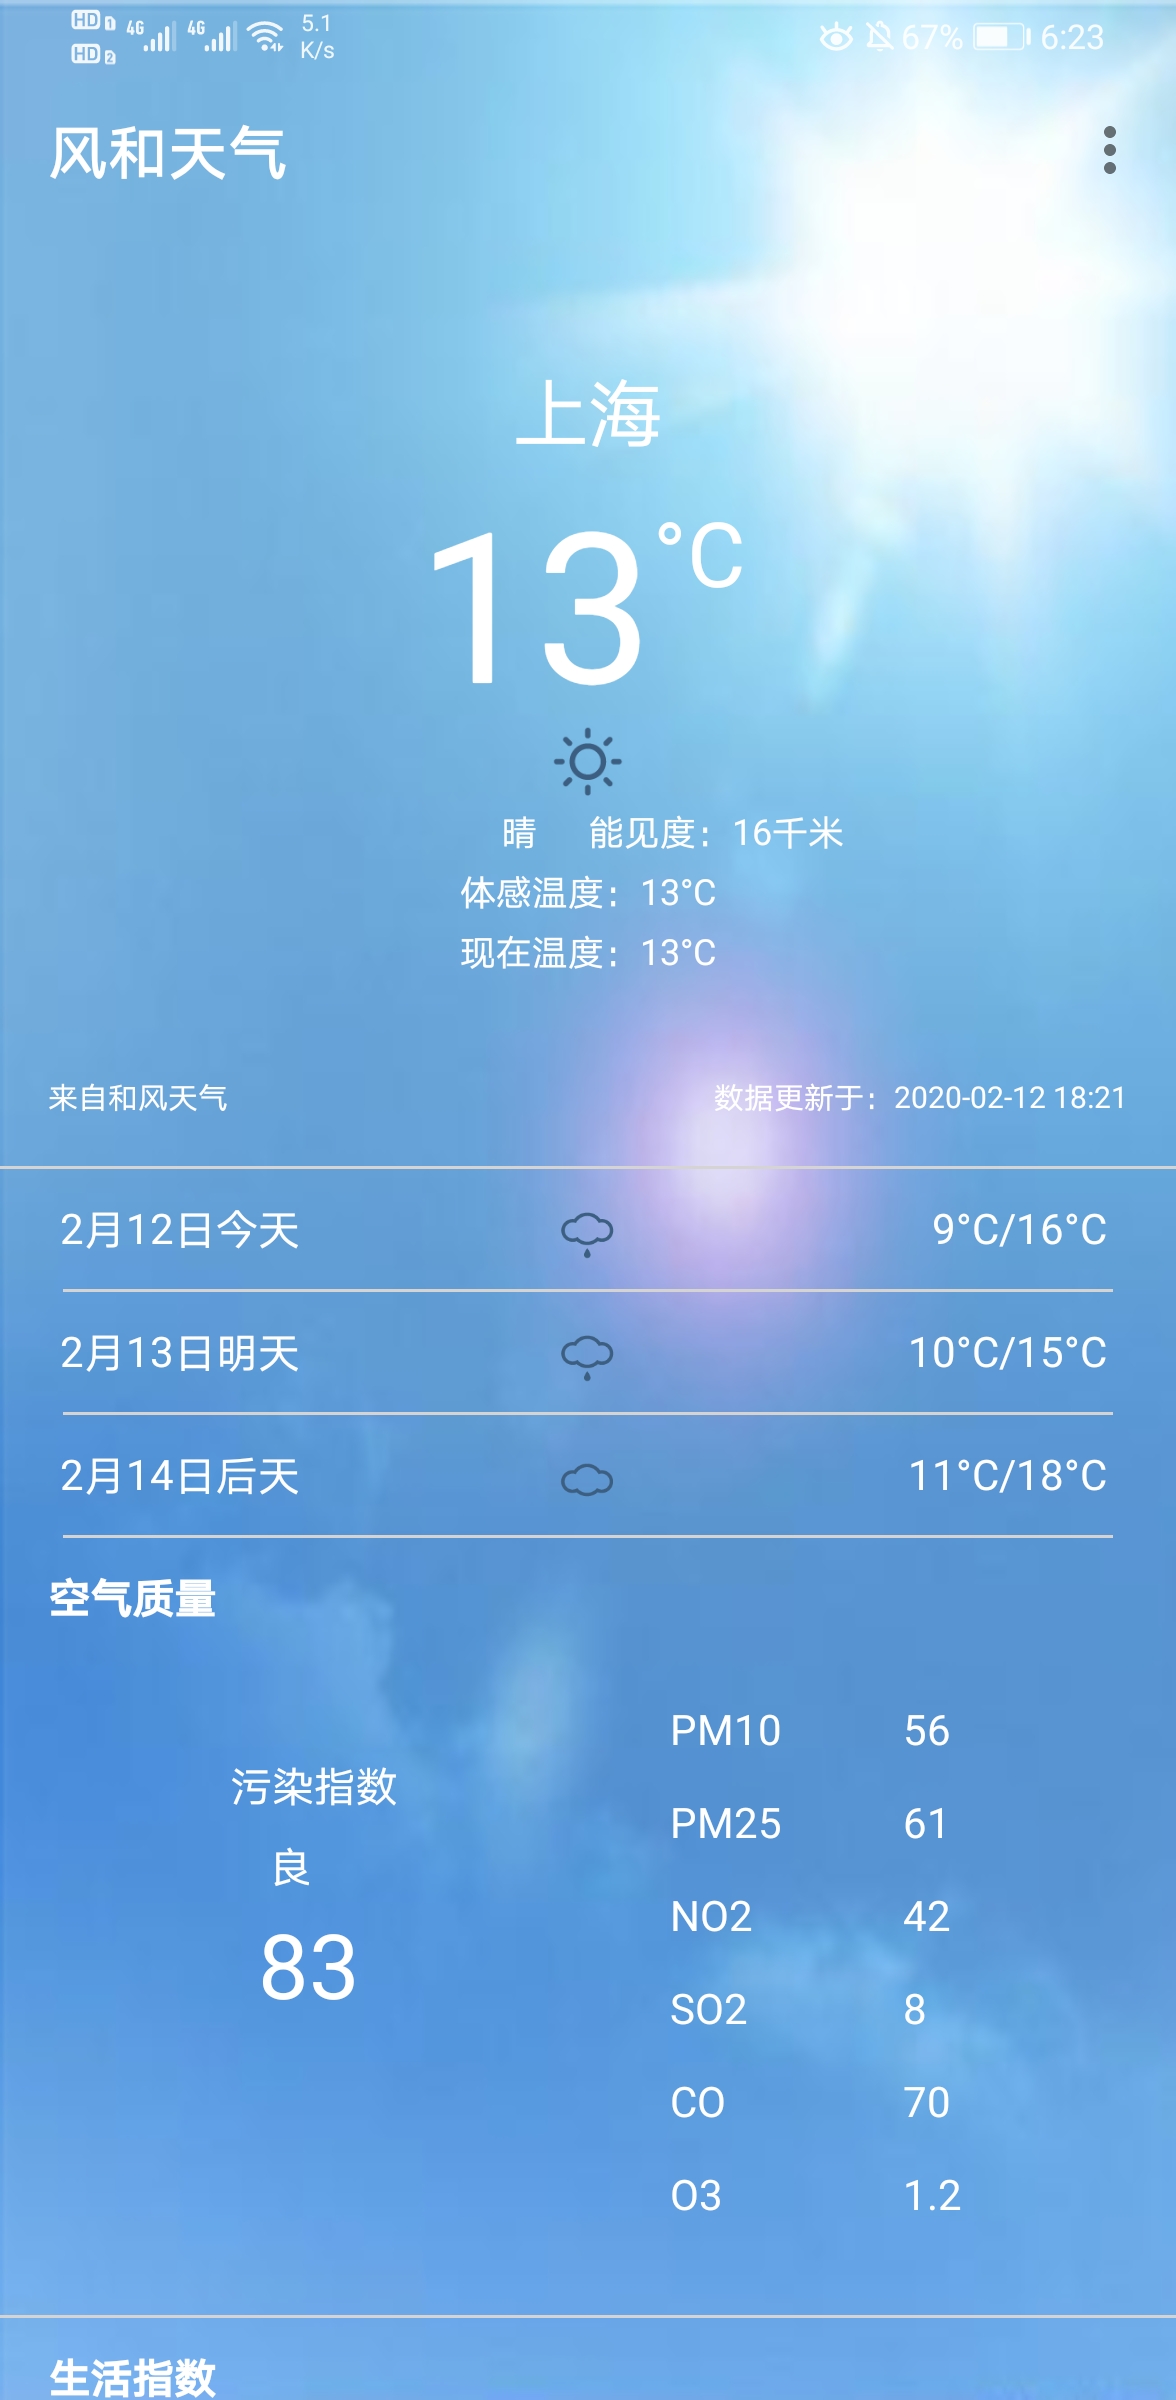 HD 1 4G 4G 5.1 K/s 67% 6:23
HD 2
风和天气
上海
13°C
晴 能见度：16千米
体感温度：13°C
现在温度：13°C
来自和风天气 数据更新于：2020-02-12 18:21
2月12日今天 9°C/16°C
2月13日明天 10°C/15°C
2月14日后天 11°C/18°C
空气质量
污染指数
良
83
PM10 56
PM25 61
NO2 42
SO2 8
CO 70
O3 1.2
生活指数